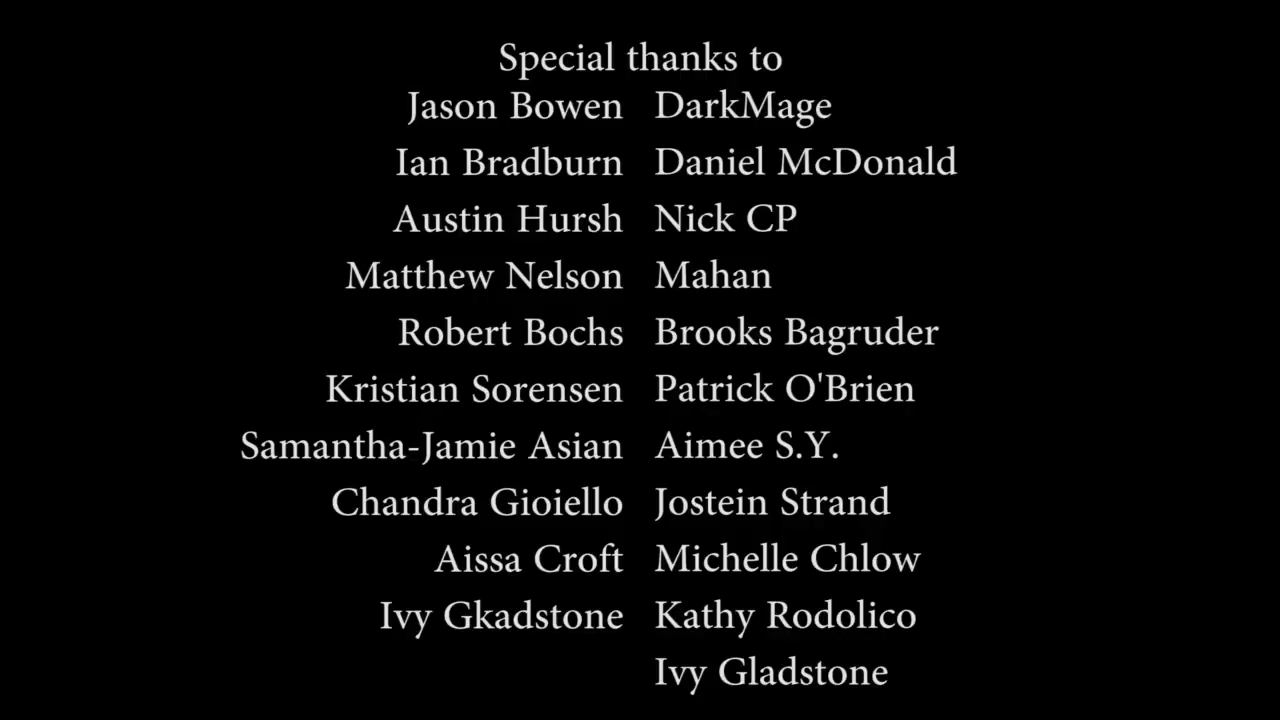 Special thanks to
Jason Bowen DarkMage
Ian Bradburn Daniel McDonald
Austin Hursh Nick CP
Matthew Nelson Mahan
Robert Bochs Brooks Bagruder
Kristian Sorensen Patrick O'Brien
Samantha-Jamie Asian Aimee S.Y.
Chandra Gioiello Jostein Strand
Aissa Croft Michelle Chlow
Ivy Gkadstone Kathy Rodolico
Ivy Gladstone